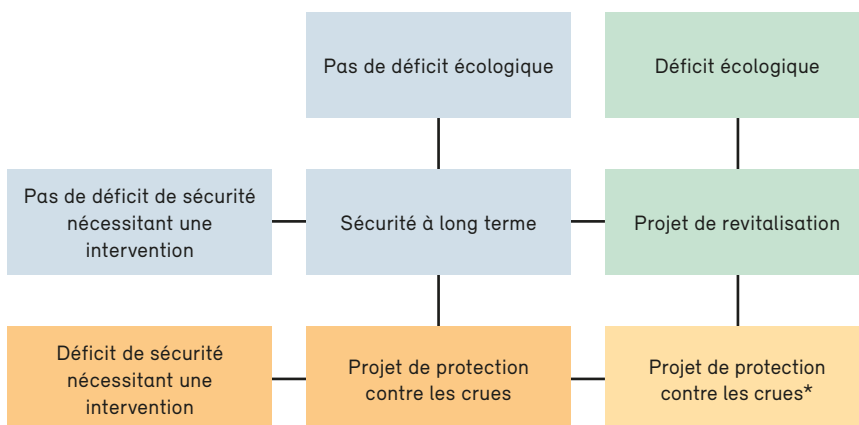 Pas de déficit écologique
Déficit écologique
Pas de déficit de sécurité
nécessitant une
intervention
Sécurité à long terme
Projet de revitalisation
Déficit de sécurité
nécessitant une
intervention
Projet de protection
contre les crues
Projet de protection
contre les crues*